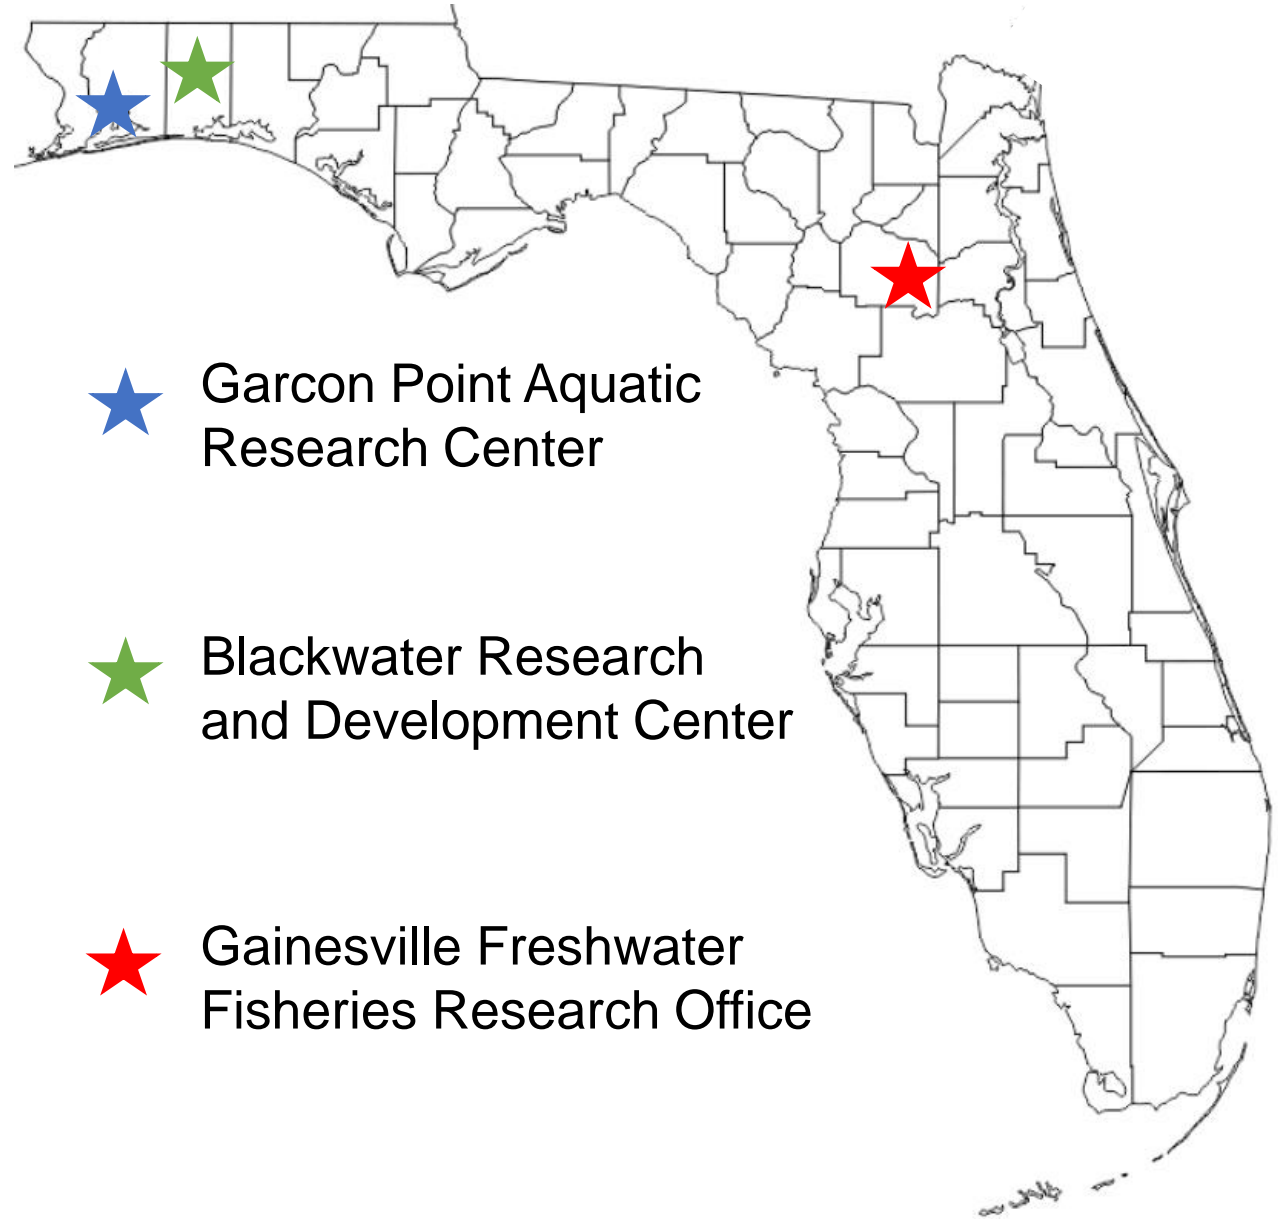 Garcon Point Aquatic
Research Center
Blackwater Research
and Development Center
Gainesville Freshwater
Fisheries Research Office